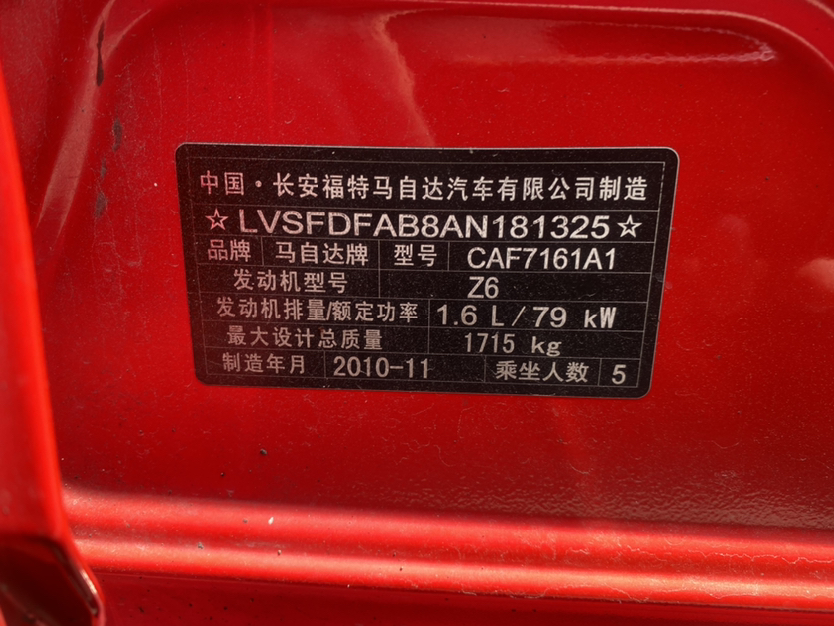 中国·长安福特马自达汽车有限公司制造
☆LVSFDFAB8AN181325☆
品牌 马自达牌 型号 CAF7161A1
发动机型号 Z6
发动机排量/额定功率 1.6 L/79 kW
最大设计总质量 1715 kg
制造年月 2010-11 乘坐人数 5